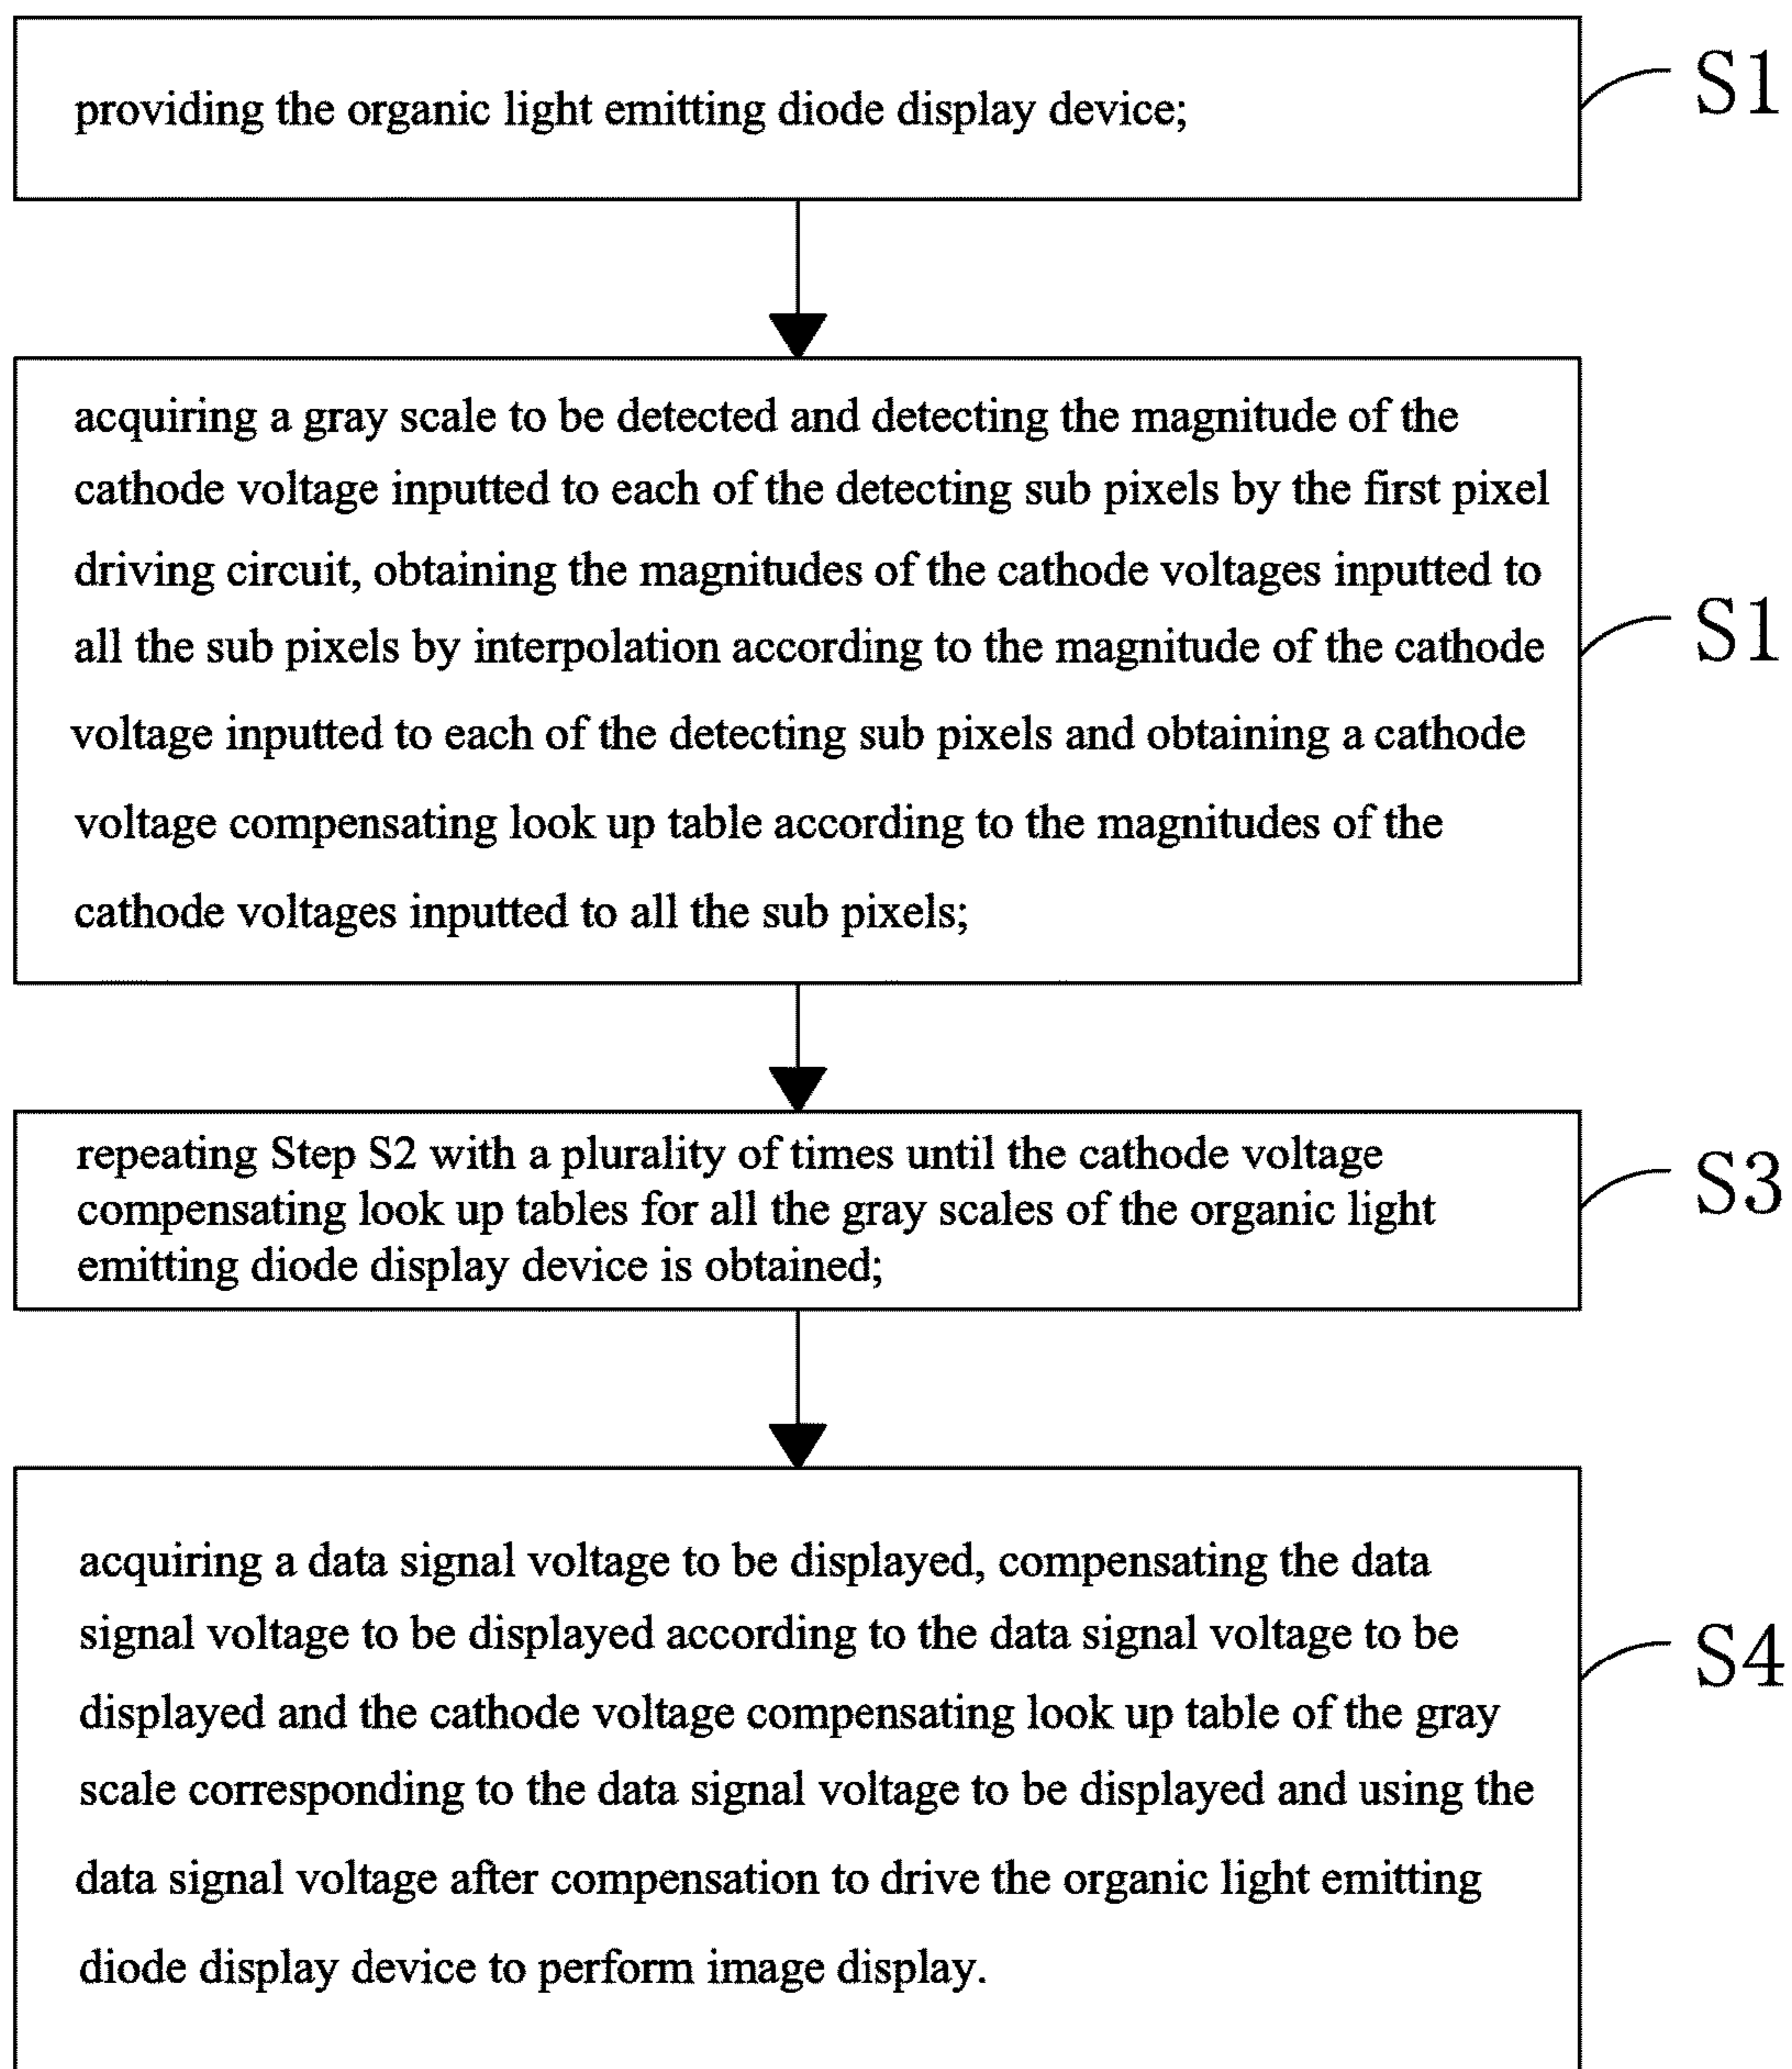 providing the organic light emitting diode display device;
S1
acquiring a gray scale to be detected and detecting the magnitude of the
cathode voltage inputted to each of the detecting sub pixels by the first pixel
driving circuit, obtaining the magnitudes of the cathode voltages inputted to
all the sub pixels by interpolation according to the magnitude of the cathode
voltage inputted to each of the detecting sub pixels and obtaining a cathode
voltage compensating look up table according to the magnitudes of the
cathode voltages inputted to all the sub pixels;
S1
repeating Step S2 with a plurality of times until the cathode voltage
compensating look up tables for all the gray scales of the organic light
emitting diode display device is obtained;
S3
acquiring a data signal voltage to be displayed, compensating the data
signal voltage to be displayed according to the data signal voltage to be
displayed and the cathode voltage compensating look up table of the gray
scale corresponding to the data signal voltage to be displayed and using the
data signal voltage after compensation to drive the organic light emitting
diode display device to perform image display.
S4